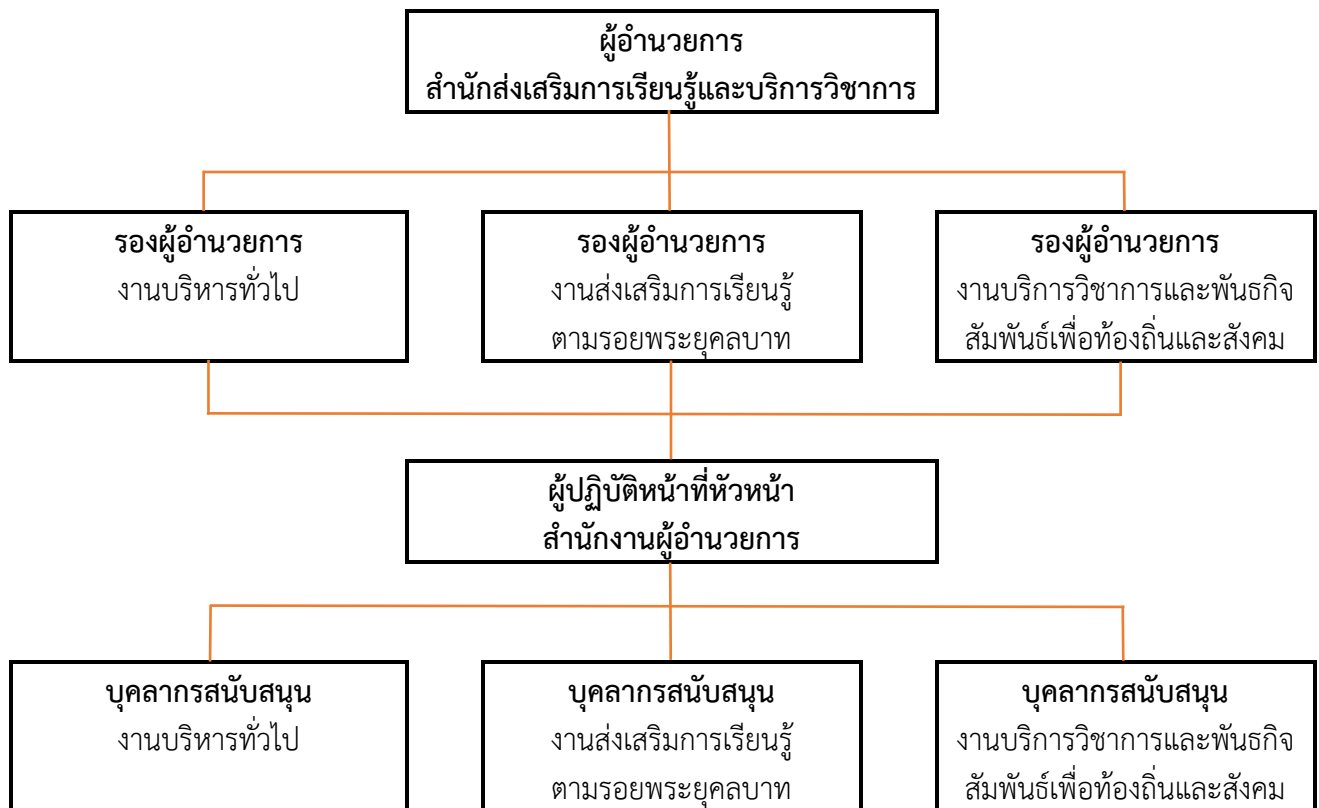 ผู้อำนวยการ
สำนักส่งเสริมการเรียนรู้และบริการวิชาการ
รองผู้อำนวยการ
งานบริหารทั่วไป
รองผู้อำนวยการ
งานส่งเสริมการเรียนรู้
ตามรอยพระยุคลบาท
รองผู้อำนวยการ
งานบริการวิชาการและพันธกิจ
สัมพันธ์เพื่อท้องถิ่นและสังคม
ผู้ปฏิบัติหน้าที่หัวหน้า
สำนักงานผู้อำนวยการ
บุคลากรสนับสนุน
งานบริหารทั่วไป
บุคลากรสนับสนุน
งานส่งเสริมการเรียนรู้
ตามรอยพระยุคลบาท
บุคลากรสนับสนุน
งานบริการวิชาการและพันธกิจ
สัมพันธ์เพื่อท้องถิ่นและสังคม